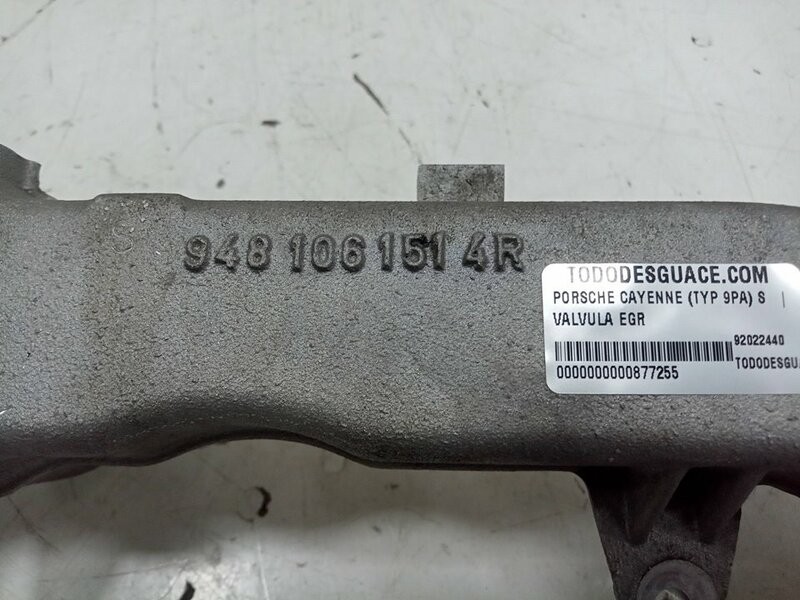 948 106 151 4R
TODODESGUACE.COM
PORSCHE CAYENNE (TYP 9PA) S |
VALVULA EGR
92022440
0000000000877255
TODODESGUA